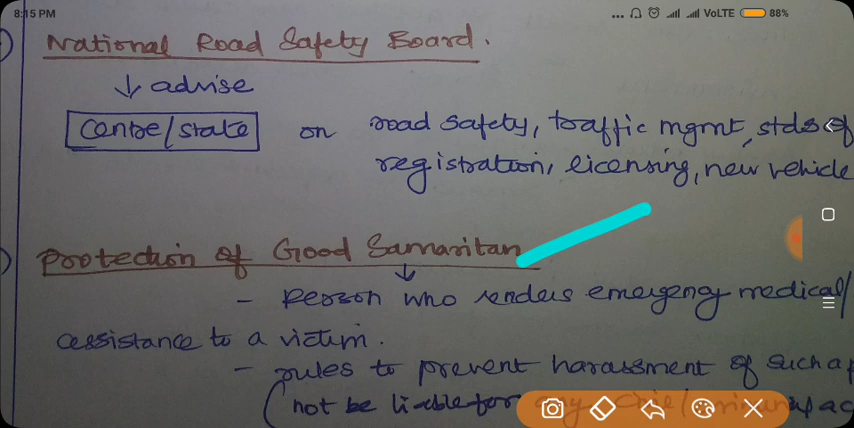 8:15 PM ... VoLTE 88%
National Road Safety Board.
↓ advise
Centre/state on road safety, traffic mgmt, stds of
registration, licensing, new vehicle
Protection of Good Samaritan
- Person who renders emergency medical/
assistance to a victim.
- rules to prevent harassment of such a
(not be liable for any